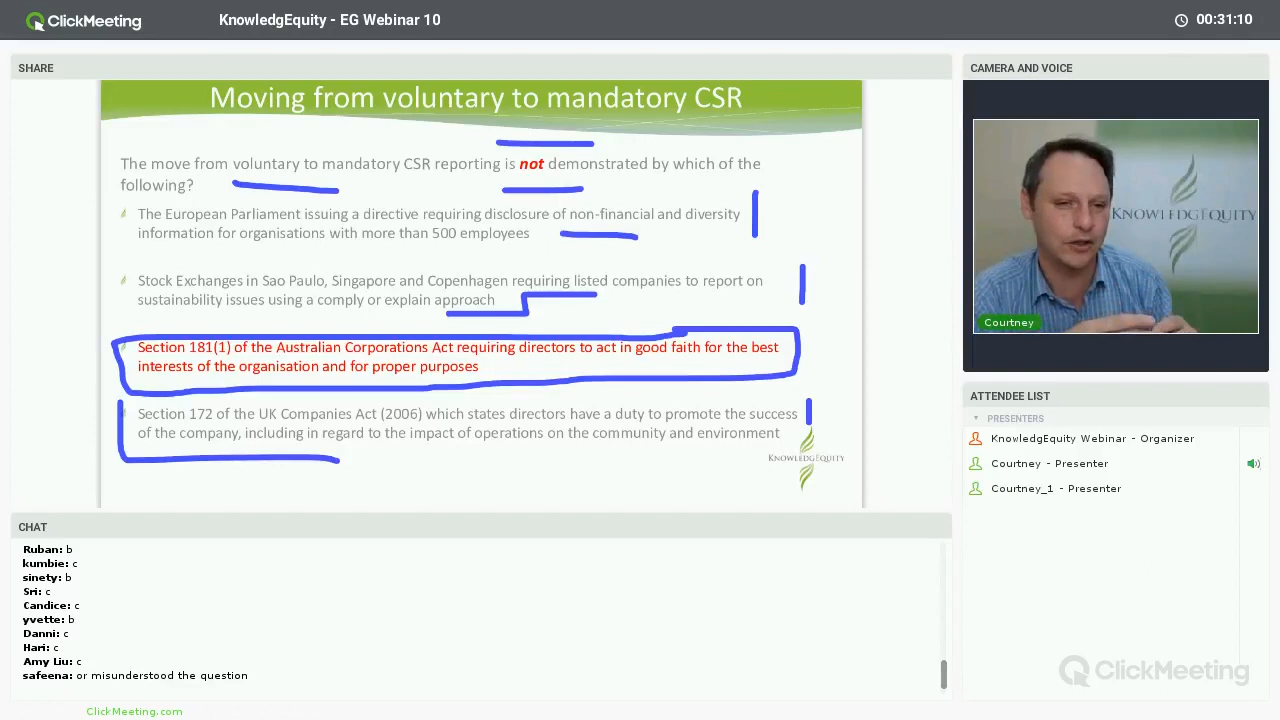 ClickMeeting
KnowledgEquity - EG Webinar 10
00:31:10
SHARE
Moving from voluntary to mandatory CSR
The move from voluntary to mandatory CSR reporting is not demonstrated by which of the
following?
The European Parliament issuing a directive requiring disclosure of non-financial and diversity
information for organisations with more than 500 employees
Stock Exchanges in Sao Paulo, Singapore and Copenhagen requiring listed companies to report on
sustainability issues using a comply or explain approach
Section 181(1) of the Australian Corporations Act requiring directors to act in good faith for the best
interests of the organisation and for proper purposes
Section 172 of the UK Companies Act (2006) which states directors have a duty to promote the success
of the company, including in regard to the impact of operations on the community and environment
KNOWLEDGEQUITY
CAMERA AND VOICE
KNOWLEDGEQUITY
Courtney
ATTENDEE LIST
PRESENTERS
KnowledgEquity Webinar - Organizer
Courtney - Presenter
Courtney_1 - Presenter
CHAT
Ruban: b
kumbie: c
sinety: b
Sri: c
Candice: c
yvette: b
Danni: c
Hari: c
Amy Liu: c
safeena: or misunderstood the question
ClickMeeting
ClickMeeting.com